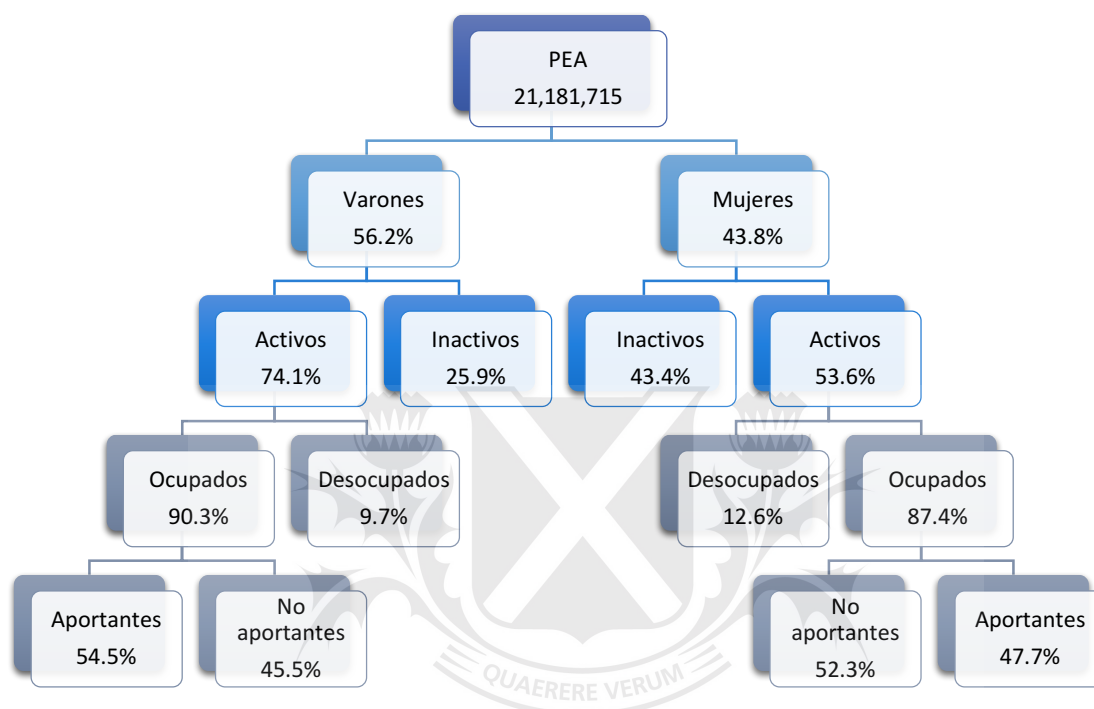 PEA
21,181,715
Varones
56.2%
Mujeres
43.8%
Activos
74.1%
Inactivos
25.9%
Inactivos
43.4%
Activos
53.6%
Ocupados
90.3%
Desocupados
9.7%
Desocupados
12.6%
Ocupados
87.4%
Aportantes
54.5%
No
aportantes
45.5%
No
aportantes
52.3%
Aportantes
47.7%
QUAERERE VERUM